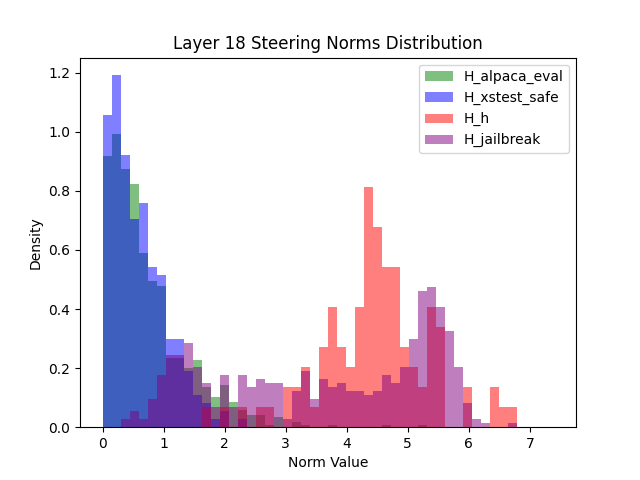 Layer 18 Steering Norms Distribution
H_alpaca_eval
H_xstest_safe
H_h
H_jailbreak
1.2
1.0
0.8
0.6
0.4
0.2
0.0
Density
0 1 2 3 4 5 6 7
Norm Value